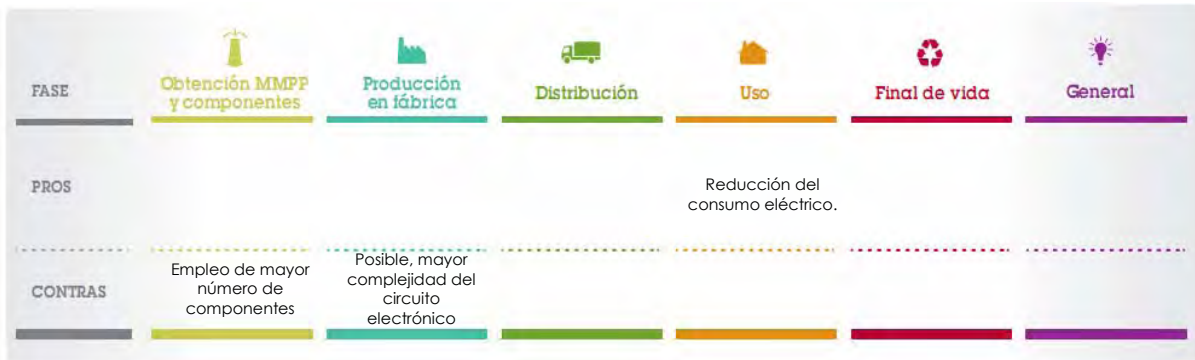 FASE
Obtención MMPP
y componentes
Producción
en fábrica
Distribución
Uso
Final de vida
General
PROS
Reducción del
consumo eléctrico.
CONTRAS
Empleo de mayor
número de
componentes
Posible, mayor
complejidad del
circuito
electrónico